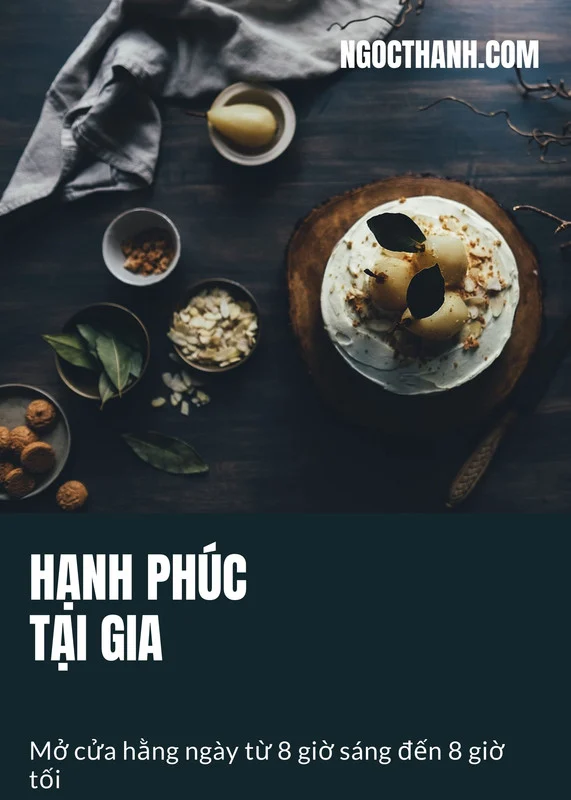 NGOCTHANH.COM
HẠNH PHÚC
TẠI GIA
Mở cửa hằng ngày từ 8 giờ sáng đến 8 giờ
tối